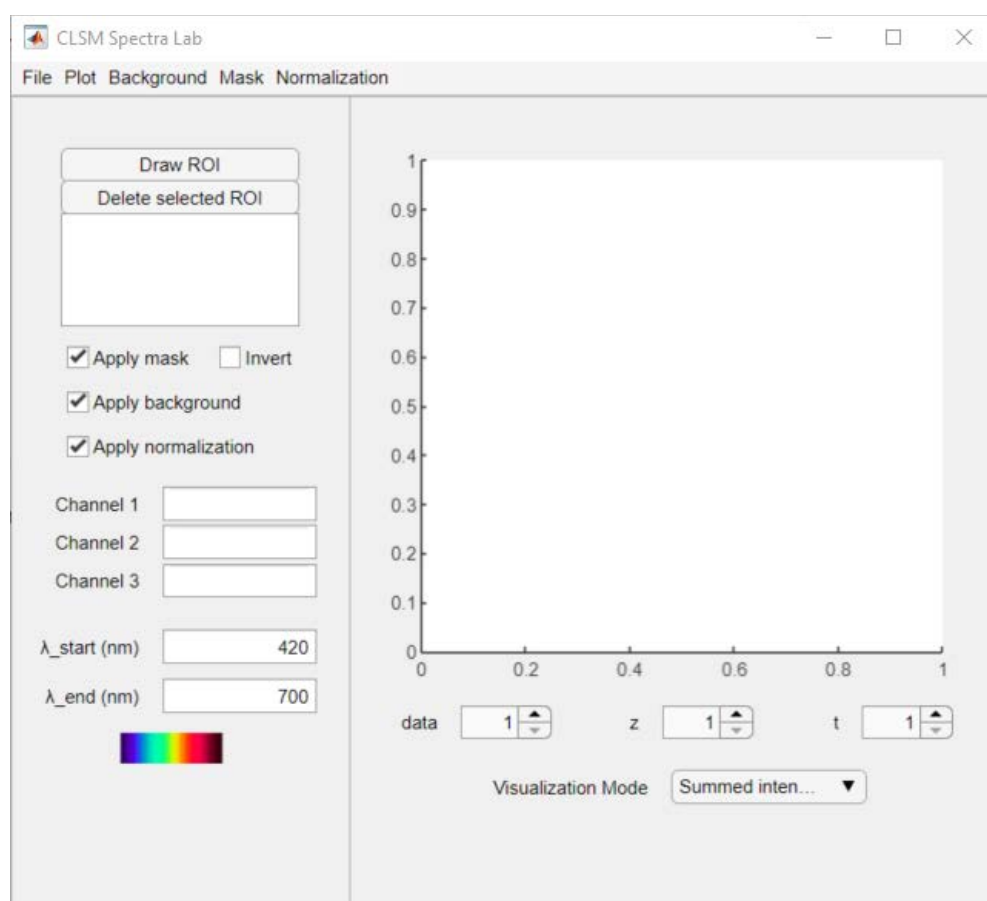 CLSM Spectra Lab
File Plot Background Mask Normalization
Draw ROI
Delete selected ROI
Apply mask Invert
Apply background
Apply normalization
Channel 1
Channel 2
Channel 3
λ_start (nm) 420
λ_end (nm) 700
1
0.9
0.8
0.7
0.6
0.5
0.4
0.3
0.2
0.1
0
0 0.2 0.4 0.6 0.8 1
data 1 z 1 t 1
Visualization Mode Summed inten...